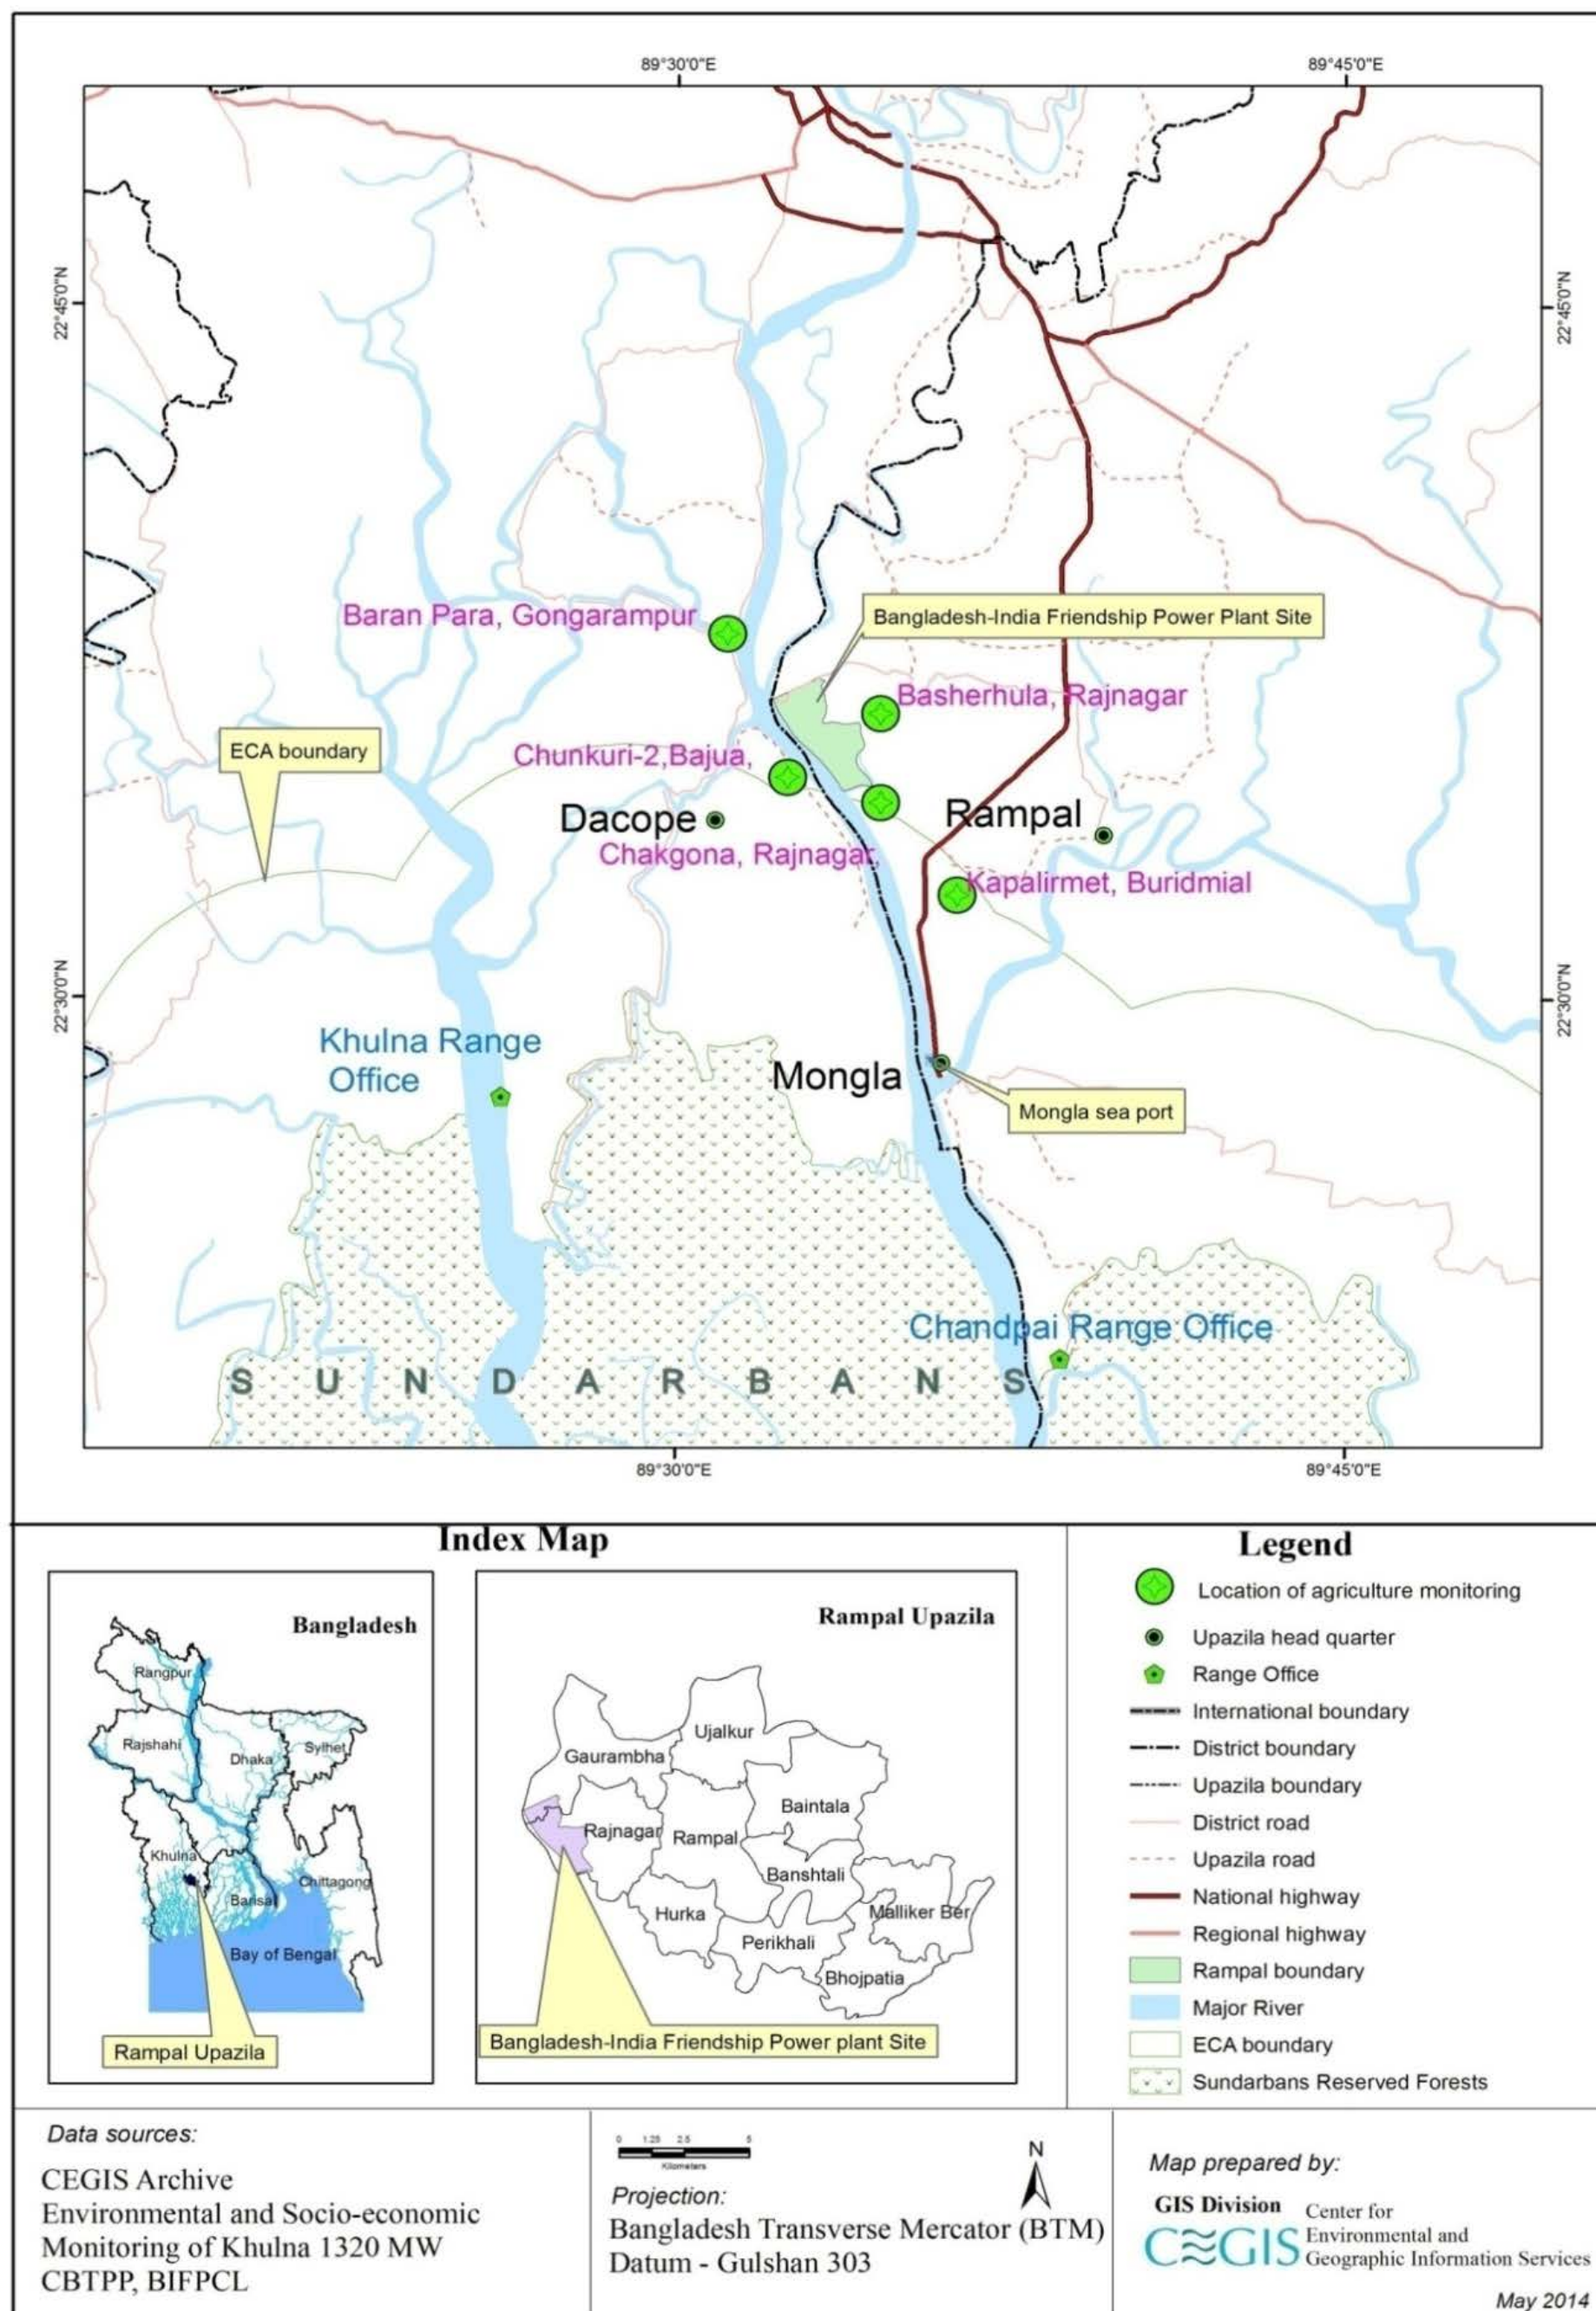 89°30'0"E
89°45'0"E
22°45'0"N
22°45'0"N
Baran Para, Gongarampur
Bangladesh-India Friendship Power Plant Site
Basherhula, Rajnagar
ECA boundary
Chunkuri-2,Bajua,
Dacope
Rampal
Chakgona, Rajnagar,
Kapalirmet, Buridmial
22°30'0"N
22°30'0"N
Khulna Range
Office
Mongla
Mongla sea port
Chandpai Range Office
S U N D A R B A N S
89°30'0"E
89°45'0"E
Index Map
Bangladesh
Rangpur
Rajshahi
Dhaka
Sylhet
Khulna
Barisal
Chittagong
Bay of Bengal
Rampal Upazila
Rampal Upazila
Ujalkur
Gaurambha
Baintala
Rajnagar
Rampal
Banshtali
Hurka
Malliker Ber
Perikhali
Bhojpatia
Bangladesh-India Friendship Power plant Site
Legend
Location of agriculture monitoring
Upazila head quarter
Range Office
International boundary
District boundary
Upazila boundary
District road
Upazila road
National highway
Regional highway
Rampal boundary
Major River
ECA boundary
Sundarbans Reserved Forests
Data sources:
CEGIS Archive
Environmental and Socio-economic
Monitoring of Khulna 1320 MW
CBTPP, BIFPCL
0 1.25 2.5 5
Kilometers
N
Projection:
Bangladesh Transverse Mercator (BTM)
Datum - Gulshan 303
Map prepared by:
GIS Division
CEGIS
Center for
Environmental and
Geographic Information Services
May 2014